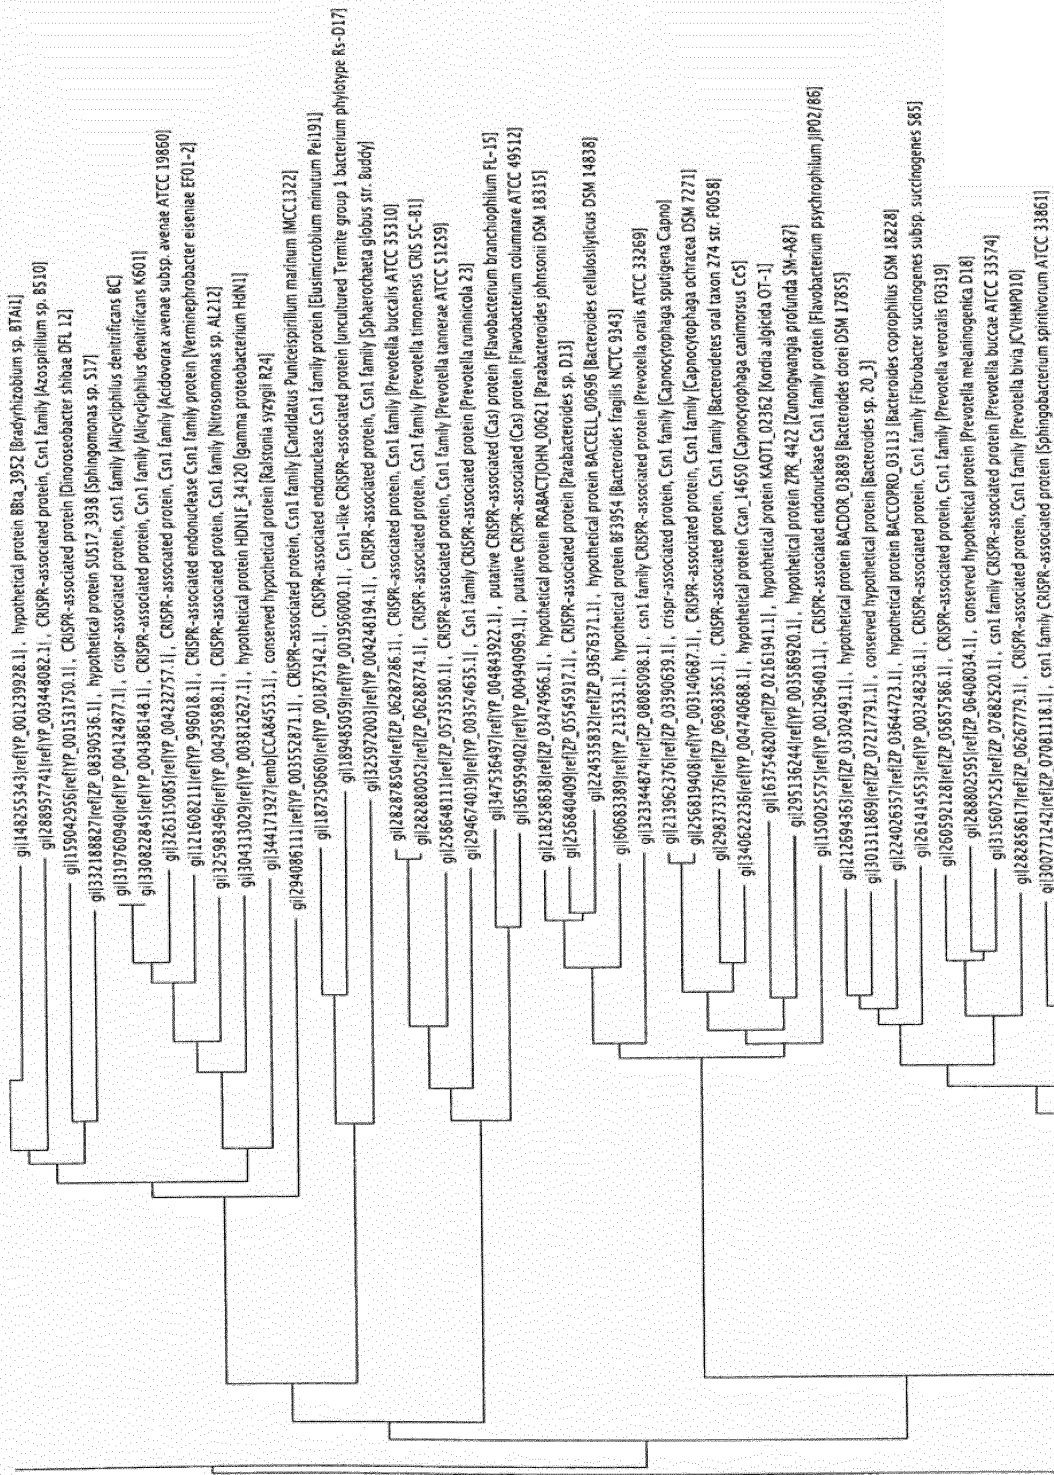 gi|148255343|ref|YP_001239928.1|, hypothetical protein BBta_3952 [Bradyrhizobium sp. BTAi1]
gi|288957741|ref|YP_003448082.1|, CRISPR-associated protein, Csn1 family [Azospirillum sp. B510]
gi|159042956|ref|YP_001531750.1|, CRISPR-associated protein [Dinoroseobacter shibae DFL 12]
gi|332188827|ref|ZP_08390536.1|, hypothetical protein SUS17_3938 [Sphingomonas sp. S17]
gi|319760940|ref|YP_004124877.1|, crispr-associated protein, csn1 family [Alicycliphilus denitrificans BC]
gi|330822845|ref|YP_004386148.1|, CRISPR-associated protein, Csn1 family [Alicycliphilus denitrificans K601]
gi|326315085|ref|YP_004232757.1|, CRISPR-associated protein, Csn1 family [Acidovorax avenae subsp. avenae ATCC 19860]
gi|121608211|ref|YP_996018.1|, CRISPR-associated endonuclease Csn1 family protein [Verminephrobacter eiseniae EF01-2]
gi|325983496|ref|YP_004295898.1|, CRISPR-associated protein, Csn1 family [Nitrosomonas sp. AL212]
gi|304313029|ref|YP_003812627.1|, hypothetical protein HDN1F_34120 [gamma proteobacterium HdN1]
gi|344171927|emb|CCA84553.1|, conserved hypothetical protein [Ralstonia syzygii R24]
gi|294086111|ref|YP_003552871.1|, CRISPR-associated protein, Csn1 family [Candidatus Puniceispirillum marinum IMCC1322]
gi|187250660|ref|YP_001875142.1|, CRISPR-associated endonuclease Csn1 family protein [Elusimicrobium minutum Pei191]
gi|189485059|ref|YP_001956000.1|, Csn1-like CRISPR-associated protein [uncultured Termite group 1 bacterium phylotype Rs-D17]
gi|325972003|ref|YP_004248194.1|, CRISPR-associated protein, Csn1 family [Sphaerochaeta globus str. Buddy]
gi|282878504|ref|ZP_06287286.1|, CRISPR-associated protein, Csn1 family [Prevotella buccalis ATCC 35310]
gi|282880052|ref|ZP_06288774.1|, CRISPR-associated protein, Csn1 family [Prevotella timonensis CRIS 5C-B1]
gi|258648111|ref|ZP_05735580.1|, CRISPR-associated protein, Csn1 family [Prevotella tannerae ATCC 51259]
gi|294674019|ref|YP_003574635.1|, Csn1 family CRISPR-associated protein [Prevotella ruminicola 23]
gi|347536497|ref|YP_004843922.1|, putative CRISPR-associated (Cas) protein [Flavobacterium branchiophilum FL-15]
gi|365959402|ref|YP_004940969.1|, putative CRISPR-associated (Cas) protein [Flavobacterium columnare ATCC 49512]
gi|218258638|ref|ZP_03474966.1|, hypothetical protein PRABACTJOHN_00621 [Parabacteroides johnsonii DSM 18315]
gi|256840409|ref|ZP_05545917.1|, CRISPR-associated protein [Parabacteroides sp. D13]
gi|224535832|ref|ZP_03676371.1|, hypothetical protein BACCELL_00696 [Bacteroides cellulosilyticus DSM 14838]
gi|60683389|ref|YP_213533.1|, hypothetical protein BF3954 [Bacteroides fragilis NCTC 9343]
gi|323344874|ref|ZP_08085098.1|, csn1 family CRISPR-associated protein [Prevotella oralis ATCC 33269]
gi|213962376|ref|ZP_03390639.1|, crispr-associated protein, Csn1 family [Capnocytophaga sputigena Capno]
gi|256819408|ref|YP_003140687.1|, CRISPR-associated protein, Csn1 family [Capnocytophaga ochracea DSM 7271]
gi|298373376|ref|ZP_06983365.1|, CRISPR-associated protein, Csn1 family [Bacteroidetes oral taxon 274 str. F0058]
gi|340622236|ref|YP_004740688.1|, hypothetical protein Ccan_14650 [Capnocytophaga canimorsus Cc5]
gi|163754820|ref|ZP_02161941.1|, hypothetical protein KAOT1_02362 [Kordia algicida OT-1]
gi|295136244|ref|YP_003586920.1|, hypothetical protein ZPR_4422 [Zunongwangia profunda SM-A87]
gi|150025575|ref|YP_001296401.1|, CRISPR-associated endonuclease Csn1 family protein [Flavobacterium psychrophilum JIP02/86]
gi|212694363|ref|ZP_03302491.1|, hypothetical protein BACDOR_03889 [Bacteroides dorei DSM 17855]
gi|301311869|ref|ZP_07217791.1|, conserved hypothetical protein [Bacteroides sp. 20_3]
gi|224026357|ref|ZP_03644723.1|, hypothetical protein BACCOPRO_03113 [Bacteroides coprophilus DSM 18228]
gi|261414553|ref|YP_003248236.1|, CRISPR-associated protein, Csn1 family [Fibrobacter succinogenes subsp. succinogenes S85]
gi|260592128|ref|ZP_05857586.1|, CRISPR-associated protein, Csn1 family [Prevotella veroralis F0319]
gi|288802595|ref|ZP_06408034.1|, conserved hypothetical protein [Prevotella melaninogenica D18]
gi|315607525|ref|ZP_07882520.1|, csn1 family CRISPR-associated protein [Prevotella buccae ATCC 33574]
gi|282858617|ref|ZP_06267779.1|, CRISPR-associated protein, Csn1 family [Prevotella bivia JCVIHMP010]
gi|300771242|ref|ZP_07081118.1|, csn1 family CRISPR-associated protein [Sphingobacterium spiritivorum ATCC 33861]